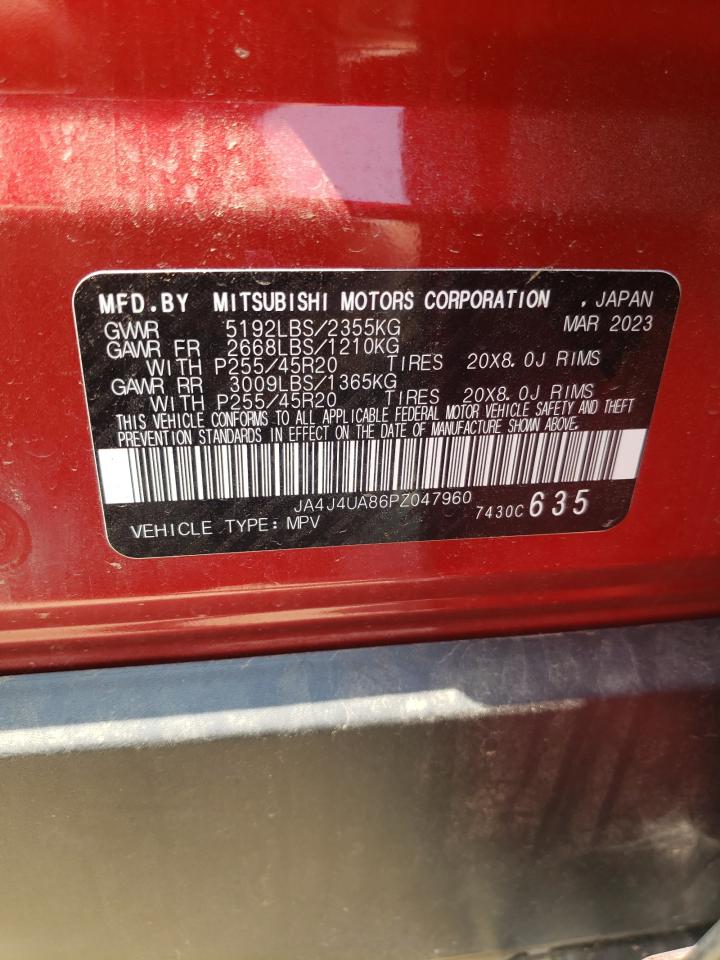 MFD.BY MITSUBISHI MOTORS CORPORATION , JAPAN
GVWR 5192LBS/2355KG MAR 2023
GAWR FR 2668LBS/1210KG
WITH P255/45R20 TIRES 20X8.0J RIMS
GAWR RR 3009LBS/1365KG
WITH P255/45R20 TIRES 20X8.0J RIMS
THIS VEHICLE CONFORMS TO ALL APPLICABLE FEDERAL MOTOR VEHICLE SAFETY AND THEFT
PREVENTION STANDARDS IN EFFECT ON THE DATE OF MANUFACTURE SHOWN ABOVE.
JA4J4UA86PZ047960
VEHICLE TYPE:MPV 7430C 635